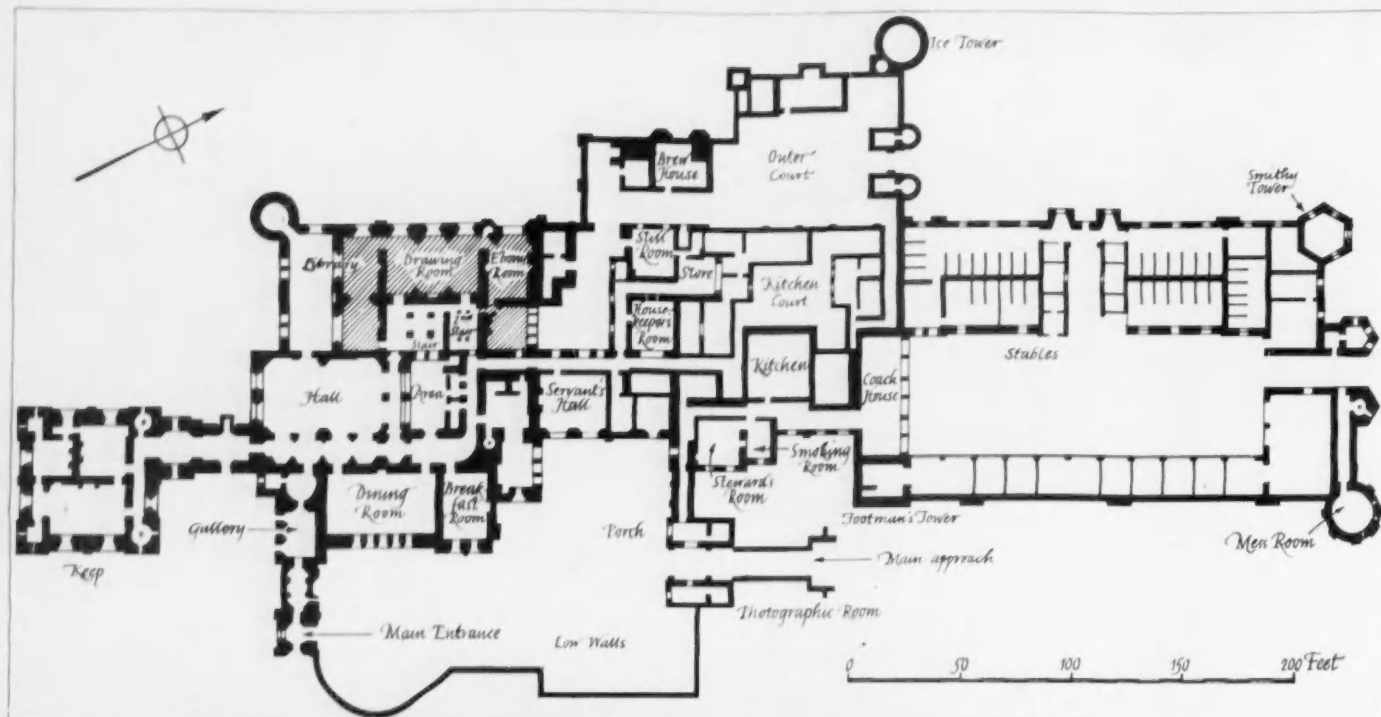 Ice Tower
Outer
Court
Brew
House
Smithy
Tower
Library
Drawing
Room
Ebony
Room
Still
Room
Store
Kitchen
Court
House
keepers
Room
Stair
Stables
Hall
Area
Servant's
Hall
Kitchen
Coach
House
Smoking
Room
Steward's
Room
Dining
Room
Break
fast
Room
Gallery
Porch
Footman's Tower
Keep
Main approach
Mess Room
Photographic Room
Main Entrance
Low Walls
0 50 100 150 200 Feet